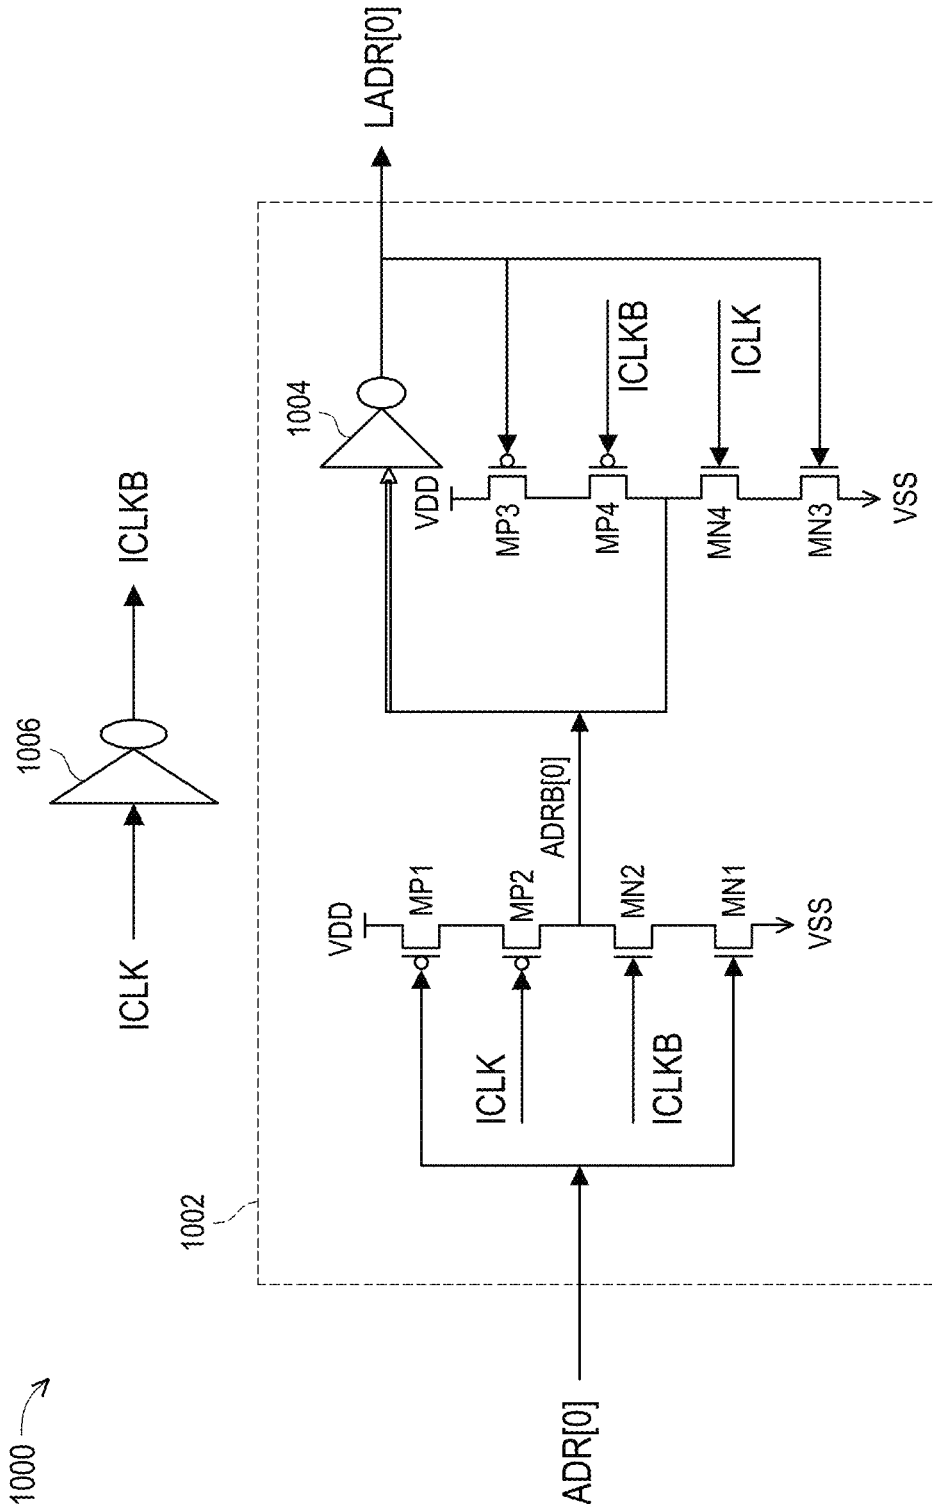 1000
ICLK
1006
ICLKB
1002
ADR[0]
ICLK
ICLKB
VDD
MP1
MP2
MN2
MN1
VSS
ADRB[0]
1004
VDD
MP3
MP4
MN4
MN3
VSS
ICLKB
ICLK
LADR[0]